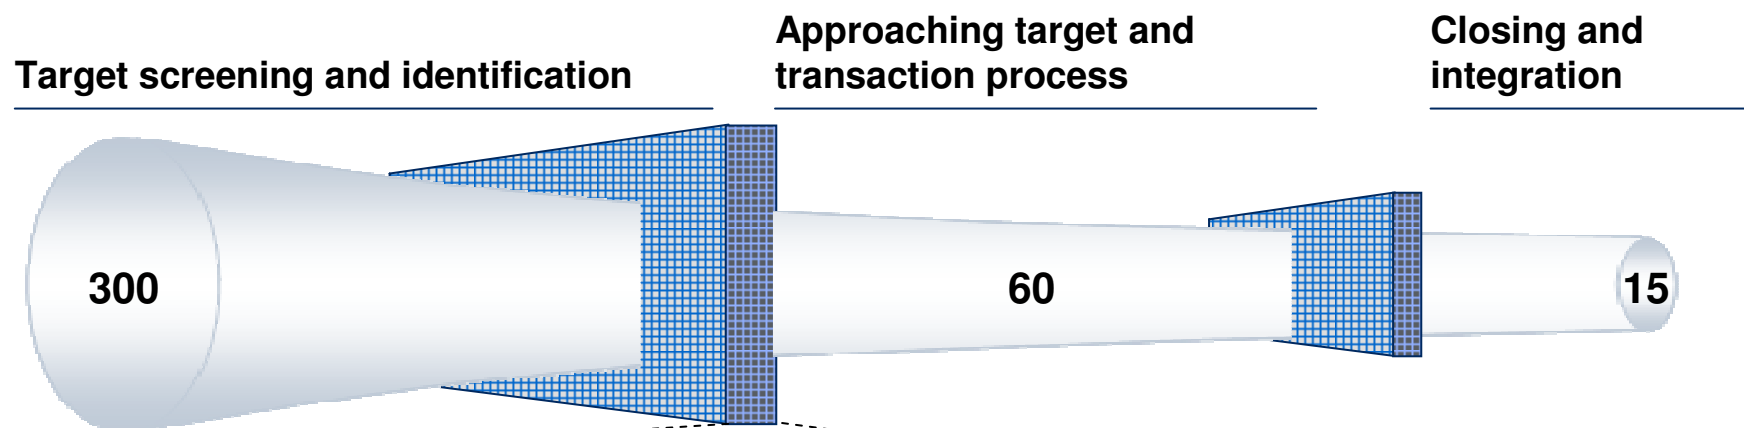 Target screening and identification
Approaching target and
transaction process
Closing and
integration
300
60
15